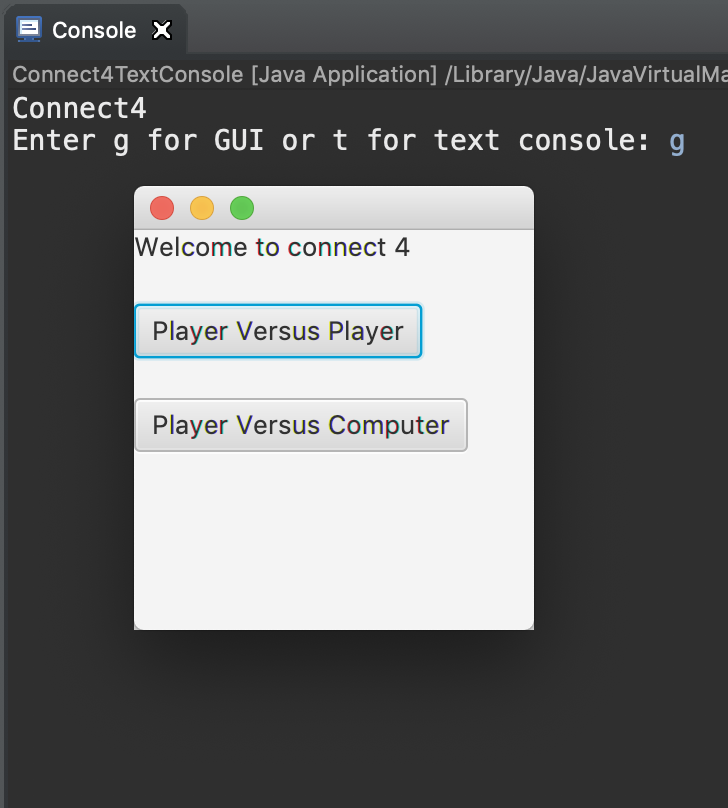 Console
Connect4TextConsole [Java Application] /Library/Java/JavaVirtualMa
Connect4
Enter g for GUI or t for text console: g
Welcome to connect 4
Player Versus Player
Player Versus Computer